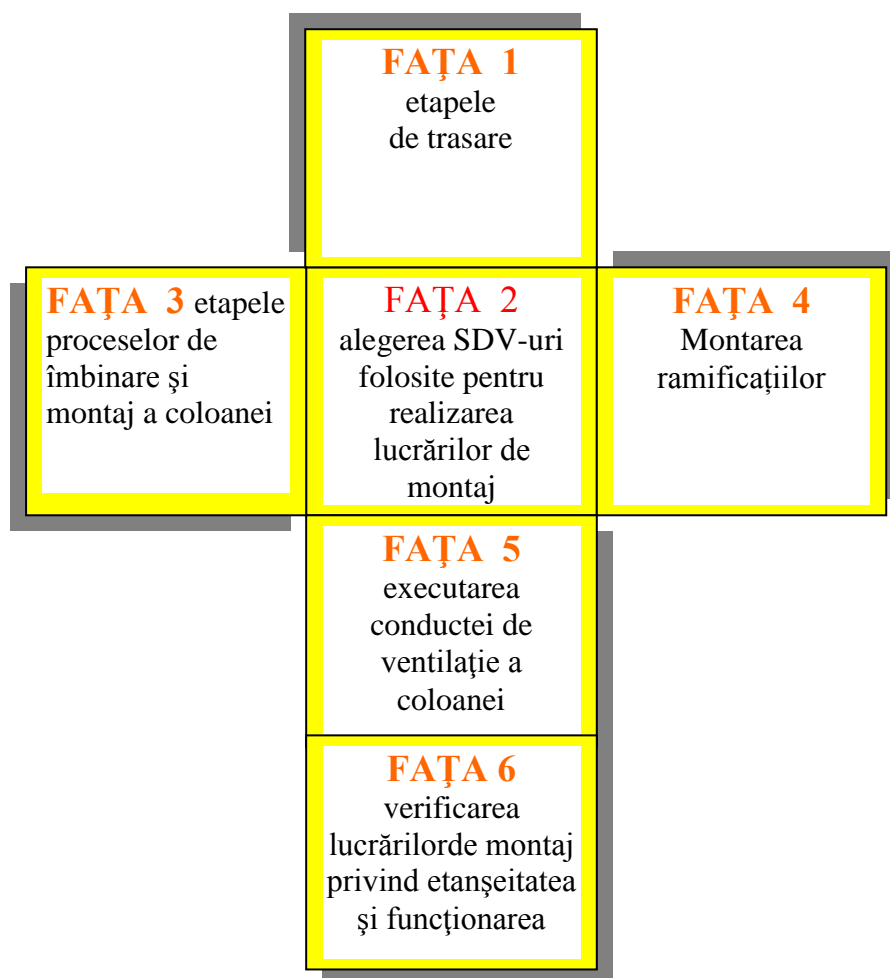 FAŢA 1
etapele
de trasare
FAŢA 3 etapele
proceselor de
îmbinare şi
montaj a coloanei
FAŢA 2
alegerea SDV-uri
folosite pentru
realizarea
lucrărilor de
montaj
FAŢA 4
Montarea
ramificațiilor
FAŢA 5
executarea
conductei de
ventilaţie a
coloanei
FAŢA 6
verificarea
lucrărilorde montaj
privind etanşeitatea
şi funcţionarea